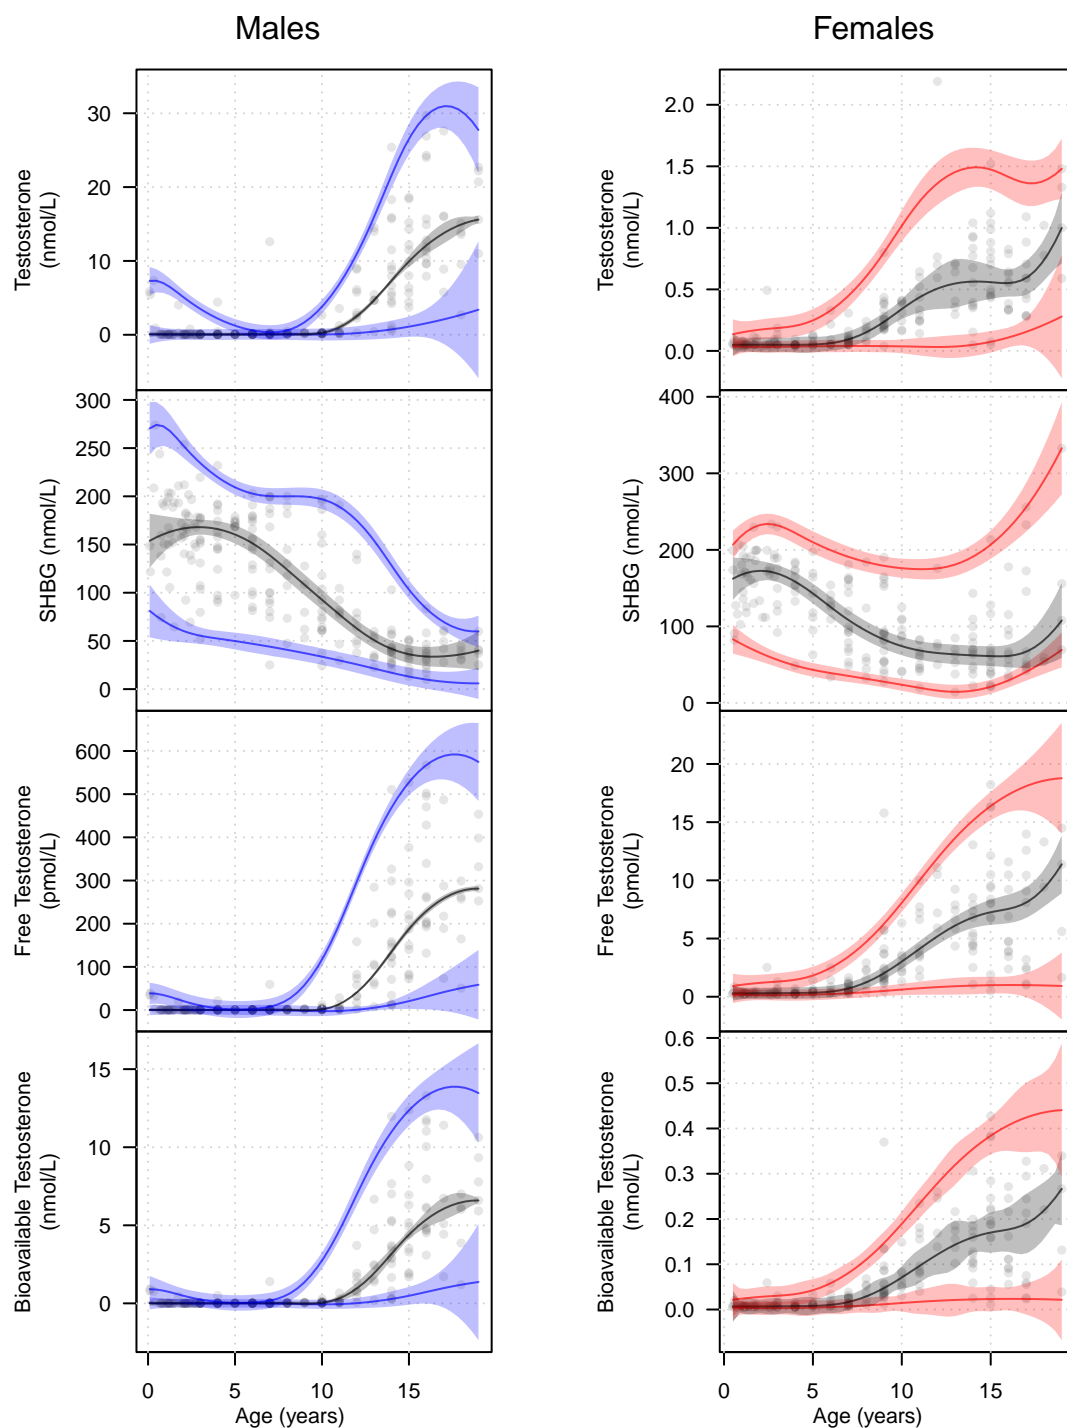 Males
Females
Testosterone
(nmol/L)
30
20
10
0
Testosterone
(nmol/L)
2.0
1.5
1.0
0.5
0.0
SHBG (nmol/L)
300
250
200
150
100
50
0
SHBG (nmol/L)
400
300
200
100
0
Free Testosterone
(pmol/L)
600
500
400
300
200
100
0
Free Testosterone
(pmol/L)
20
15
10
5
0
Bioavailable Testosterone
(nmol/L)
15
10
5
0
Bioavailable Testosterone
(nmol/L)
0.6
0.5
0.4
0.3
0.2
0.1
0.0
0 5 10 15
Age (years)
0 5 10 15
Age (years)